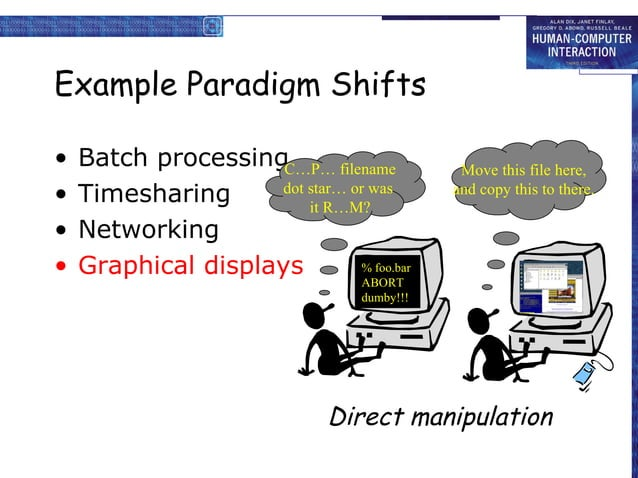 ALAN DIX, JANET FINLAY,
GREGORY D. ABOWD, RUSSELL BEALE
HUMAN-COMPUTER
INTERACTION
THIRD EDITION
Example Paradigm Shifts
• Batch processing
• Timesharing
• Networking
• Graphical displays
C…P… filename
dot star… or was
it R…M?
Move this file here,
and copy this to there.
% foo.bar
ABORT
dumby!!!
Direct manipulation